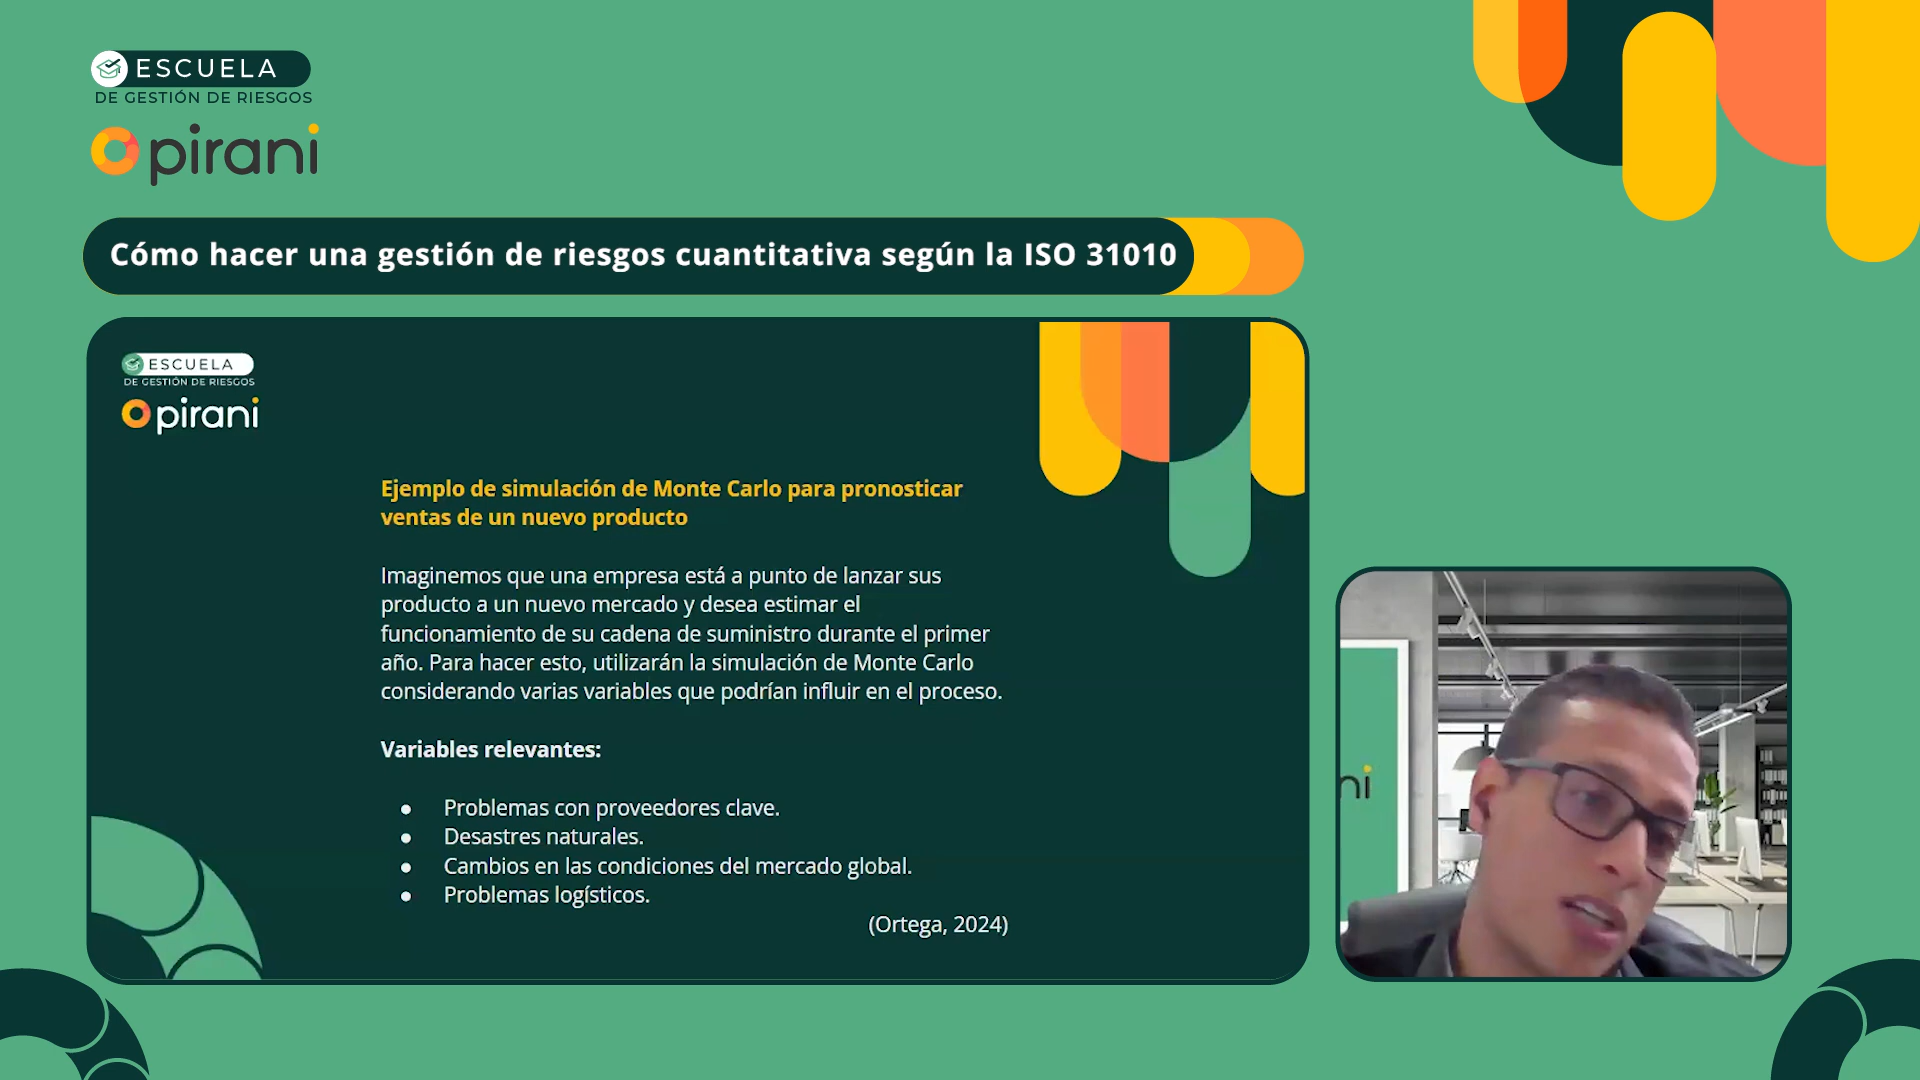 ESCUELA
DE GESTIÓN DE RIESGOS
pirani
Cómo hacer una gestión de riesgos cuantitativa según la ISO 31010
ESCUELA
DE GESTIÓN DE RIESGOS
pirani
Ejemplo de simulación de Monte Carlo para pronosticar
ventas de un nuevo producto
Imaginemos que una empresa está a punto de lanzar sus
producto a un nuevo mercado y desea estimar el
funcionamiento de su cadena de suministro durante el primer
año. Para hacer esto, utilizarán la simulación de Monte Carlo
considerando varias variables que podrían influir en el proceso.
Variables relevantes:
● Problemas con proveedores clave.
● Desastres naturales.
● Cambios en las condiciones del mercado global.
● Problemas logísticos.
(Ortega, 2024)
ni